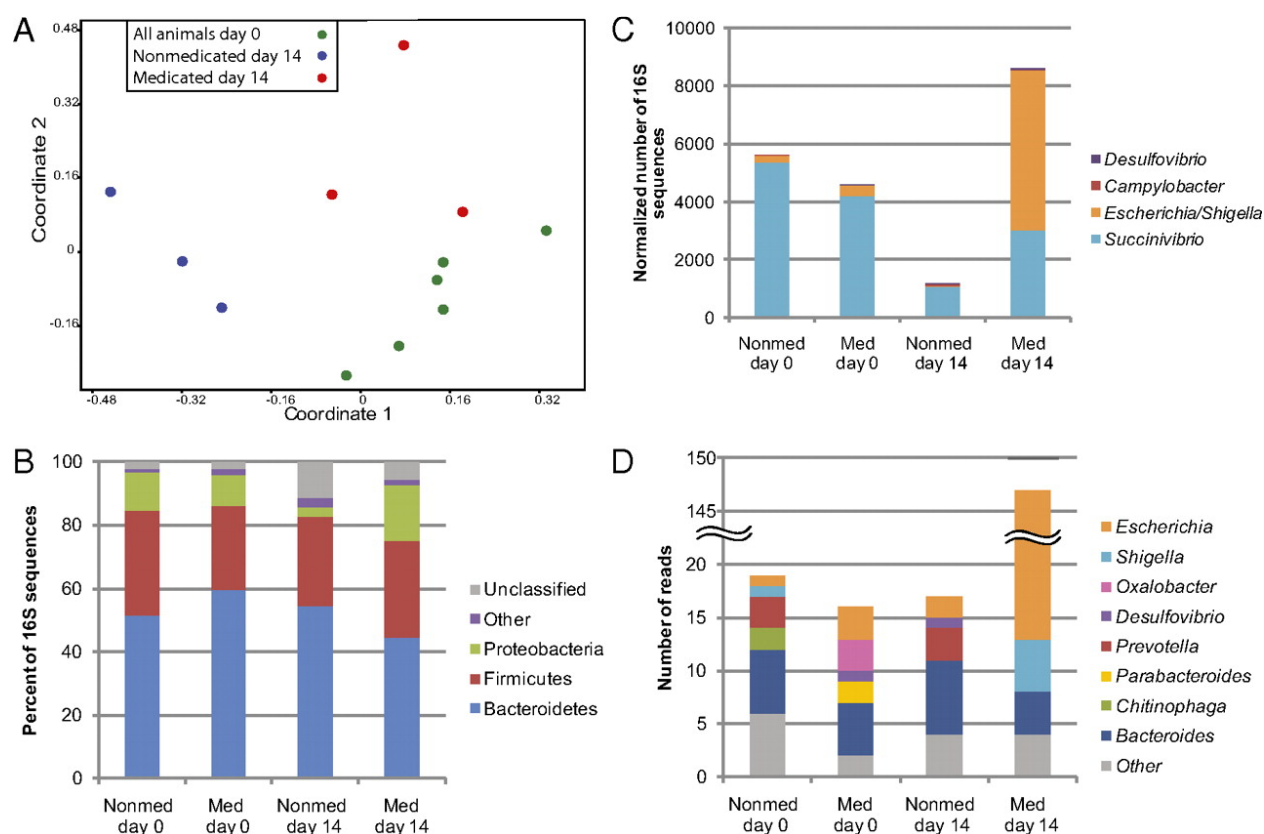 A
All animals day 0
Nonmedicated day 14
Medicated day 14
0.48
0.32
0.16
0
-0.16
Coordinate 2
-0.48
-0.32
-0.16
0
0.16
0.32
Coordinate 1
B
100
80
60
40
20
0
Percent of 16S sequences
Unclassified
Other
Proteobacteria
Firmicutes
Bacteroidetes
Nonmed
day 0
Med
day 0
Nonmed
day 14
Med
day 14
C
10000
8000
6000
4000
2000
0
Normalized number of 16S
sequences
Desulfovibrio
Campylobacter
Escherichia/Shigella
Succinivibrio
Nonmed
day 0
Med
day 0
Nonmed
day 14
Med
day 14
D
150
145
20
15
10
5
0
Number of reads
Escherichia
Shigella
Oxalobacter
Desulfovibrio
Prevotella
Parabacteroides
Chitinophaga
Bacteroides
Other
Nonmed
day 0
Med
day 0
Nonmed
day 14
Med
day 14